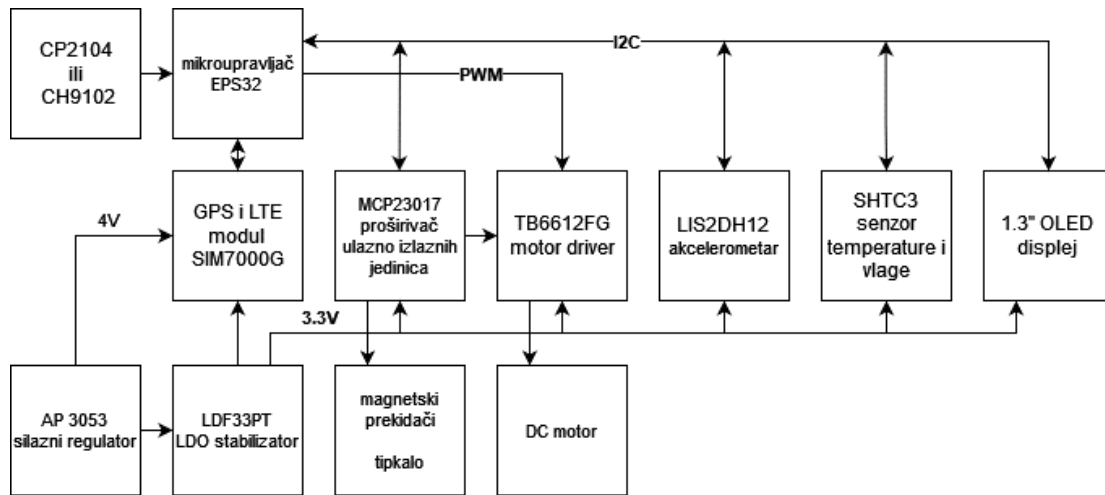 CP2104
ili
CH9102
mikroupravljač
EPS32
I2C
PWM
4V
GPS i LTE
modul
SIM7000G
MCP23017
proširivač
ulazno izlaznih
jedinica
TB6612FG
motor driver
LIS2DH12
akcelerometar
SHTC3
senzor
temperature i
vlage
1.3" OLED
displej
3.3V
AP 3053
silazni regulator
LDF33PT
LDO stabilizator
magnetski
prekidači
tipkalo
DC motor